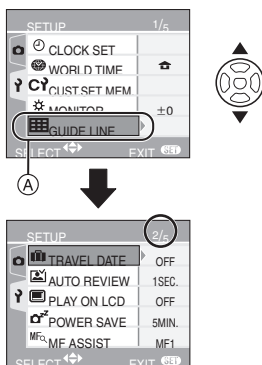 SETUP 1/5
CLOCK SET
WORLD TIME
CUST.SET MEM.
MONITOR ±0
GUIDE LINE
SELECT EXIT SET
A
SETUP 2/5
TRAVEL DATE OFF
AUTO REVIEW 1SEC.
PLAY ON LCD OFF
POWER SAVE 5MIN.
MF ASSIST MF1
SELECT EXIT SET